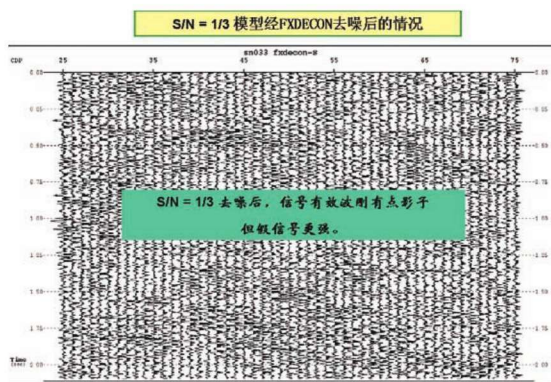 S/N = 1/3 模型经FXDECON去噪后的情况
sn033 fxdecon-s
CDP 25 35 45 55 65 75
S/N = 1/3 去噪后，信号有效波刚有点影子
但假信号更强。
Time